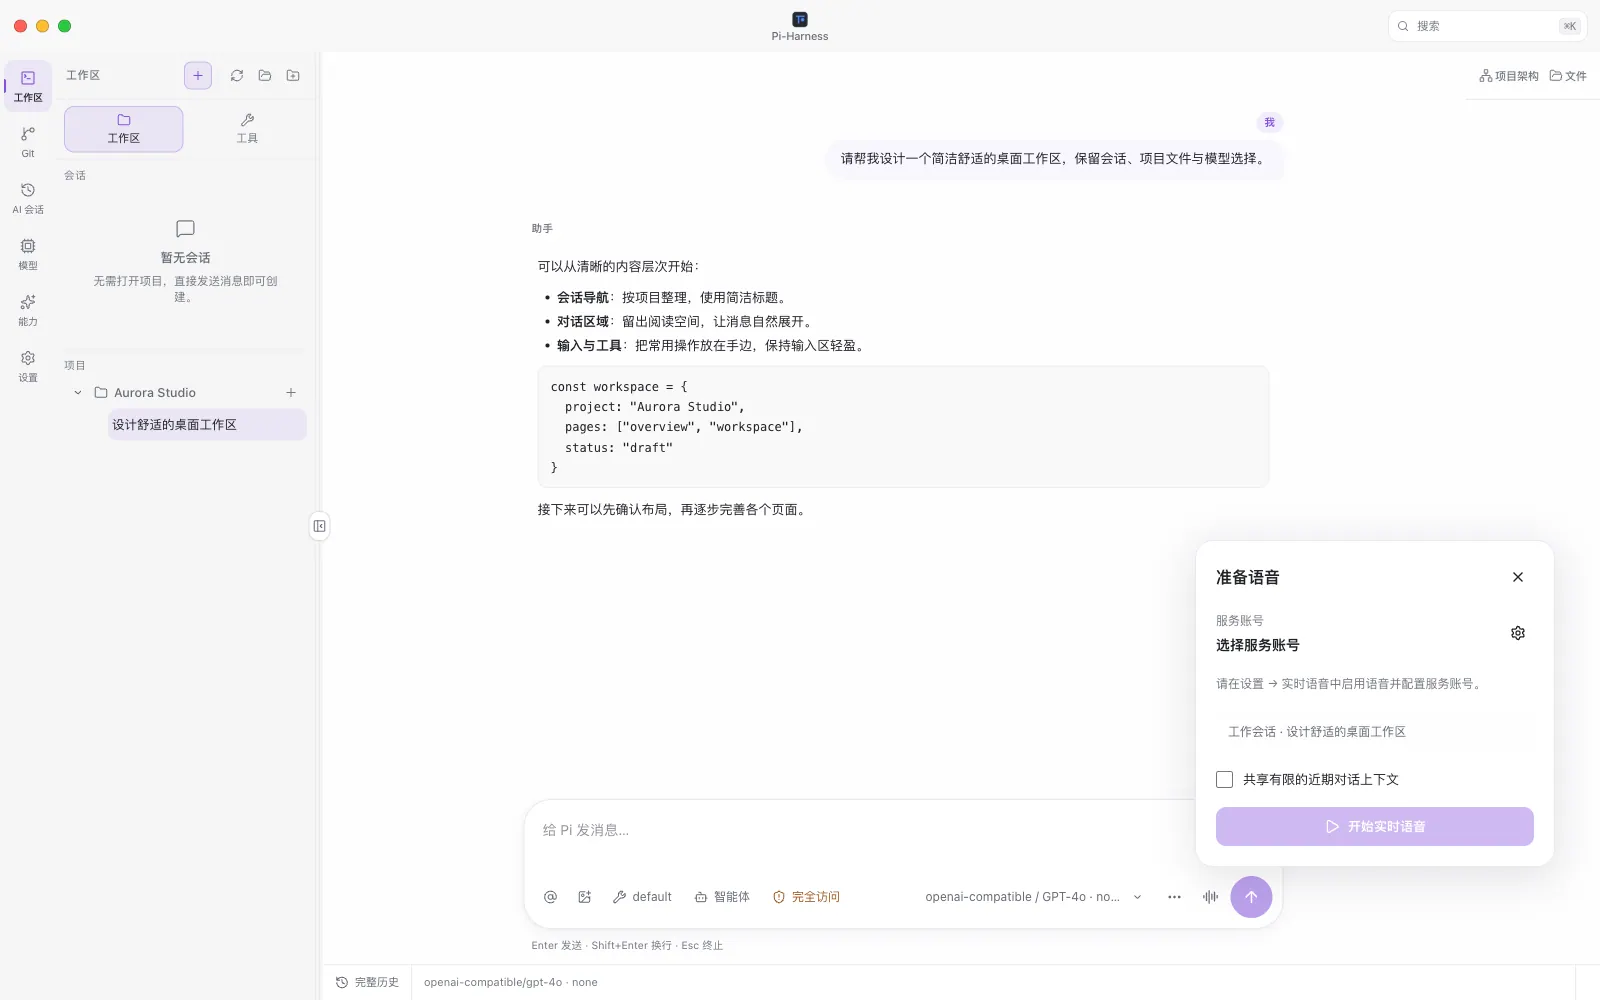 Pi-Harness
搜索
⌘K
工作区
Git
AI 会话
模型
能力
设置
工作区
工作区
工具
会话
暂无会话
无需打开项目，直接发送消息即可创
建。
项目
Aurora Studio
设计舒适的桌面工作区
项目架构
文件
我
请帮我设计一个简洁舒适的桌面工作区，保留会话、项目文件与模型选择。
助手
可以从清晰的内容层次开始：
• 会话导航：按项目整理，使用简洁标题。
• 对话区域：留出阅读空间，让消息自然展开。
• 输入与工具：把常用操作放在手边，保持输入区轻盈。
const workspace = {
  project: "Aurora Studio",
  pages: ["overview", "workspace"],
  status: "draft"
}
接下来可以先确认布局，再逐步完善各个页面。
准备语音
服务账号
选择服务账号
请在设置 → 实时语音中启用语音并配置服务账号。
工作会话 · 设计舒适的桌面工作区
共享有限的近期对话上下文
开始实时语音
给 Pi 发消息...
default
智能体
完全访问
openai-compatible / GPT-4o · no...
Enter 发送 · Shift+Enter 换行 · Esc 终止
完整历史
openai-compatible/gpt-4o · none